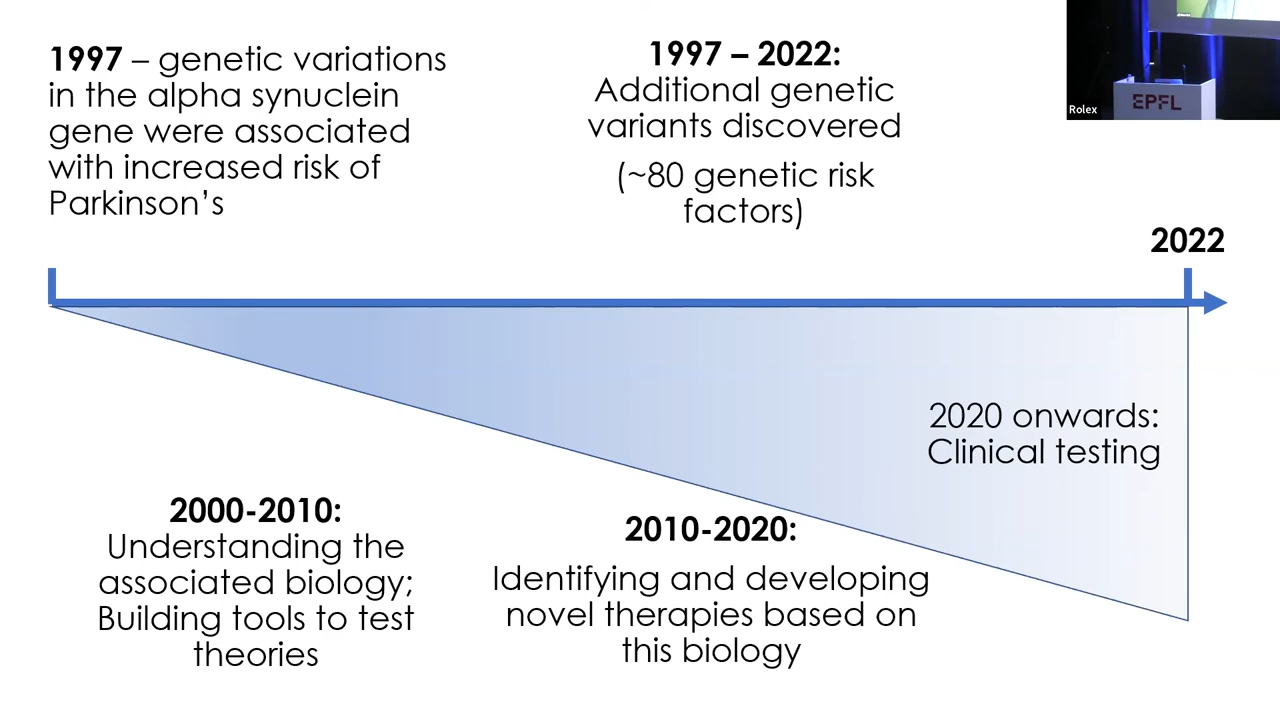 1997 – genetic variations
in the alpha synuclein
gene were associated
with increased risk of
Parkinson’s
1997 – 2022:
Additional genetic
variants discovered
(~80 genetic risk
factors)
Rolex
EPFL
2022
2020 onwards:
Clinical testing
2000-2010:
Understanding the
associated biology;
Building tools to test
theories
2010-2020:
Identifying and developing
novel therapies based on
this biology